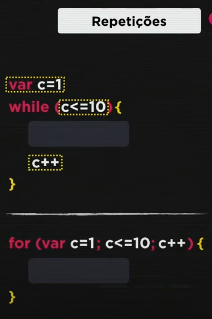 Repetições
var c=1
while (c<=10) {
c++
}
for (var c=1; c<=10; c++) {
}